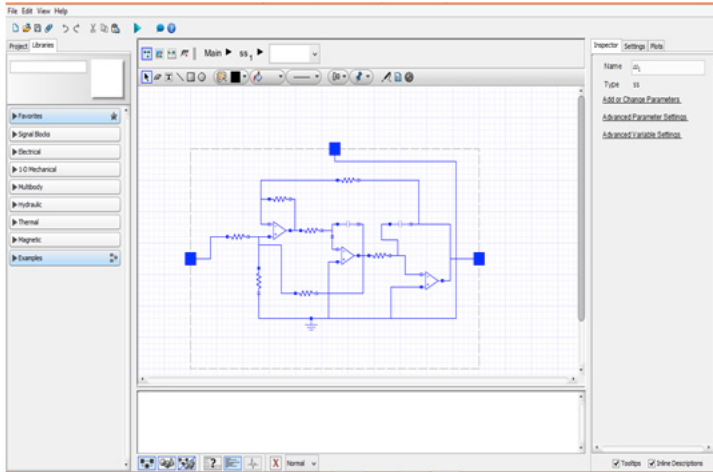 File Edit View Help
Project Libraries
Main ss1
Inspector Settings Plots
Name ss1
Type ss
Add or Change Parameters
Advanced Parameter Settings
Advanced Variable Settings
Favorites
Signal Blocks
Electrical
1-D Mechanical
Multibody
Hydraulic
Thermal
Magnetic
Examples
Normal
Tooltips Inline Descriptions